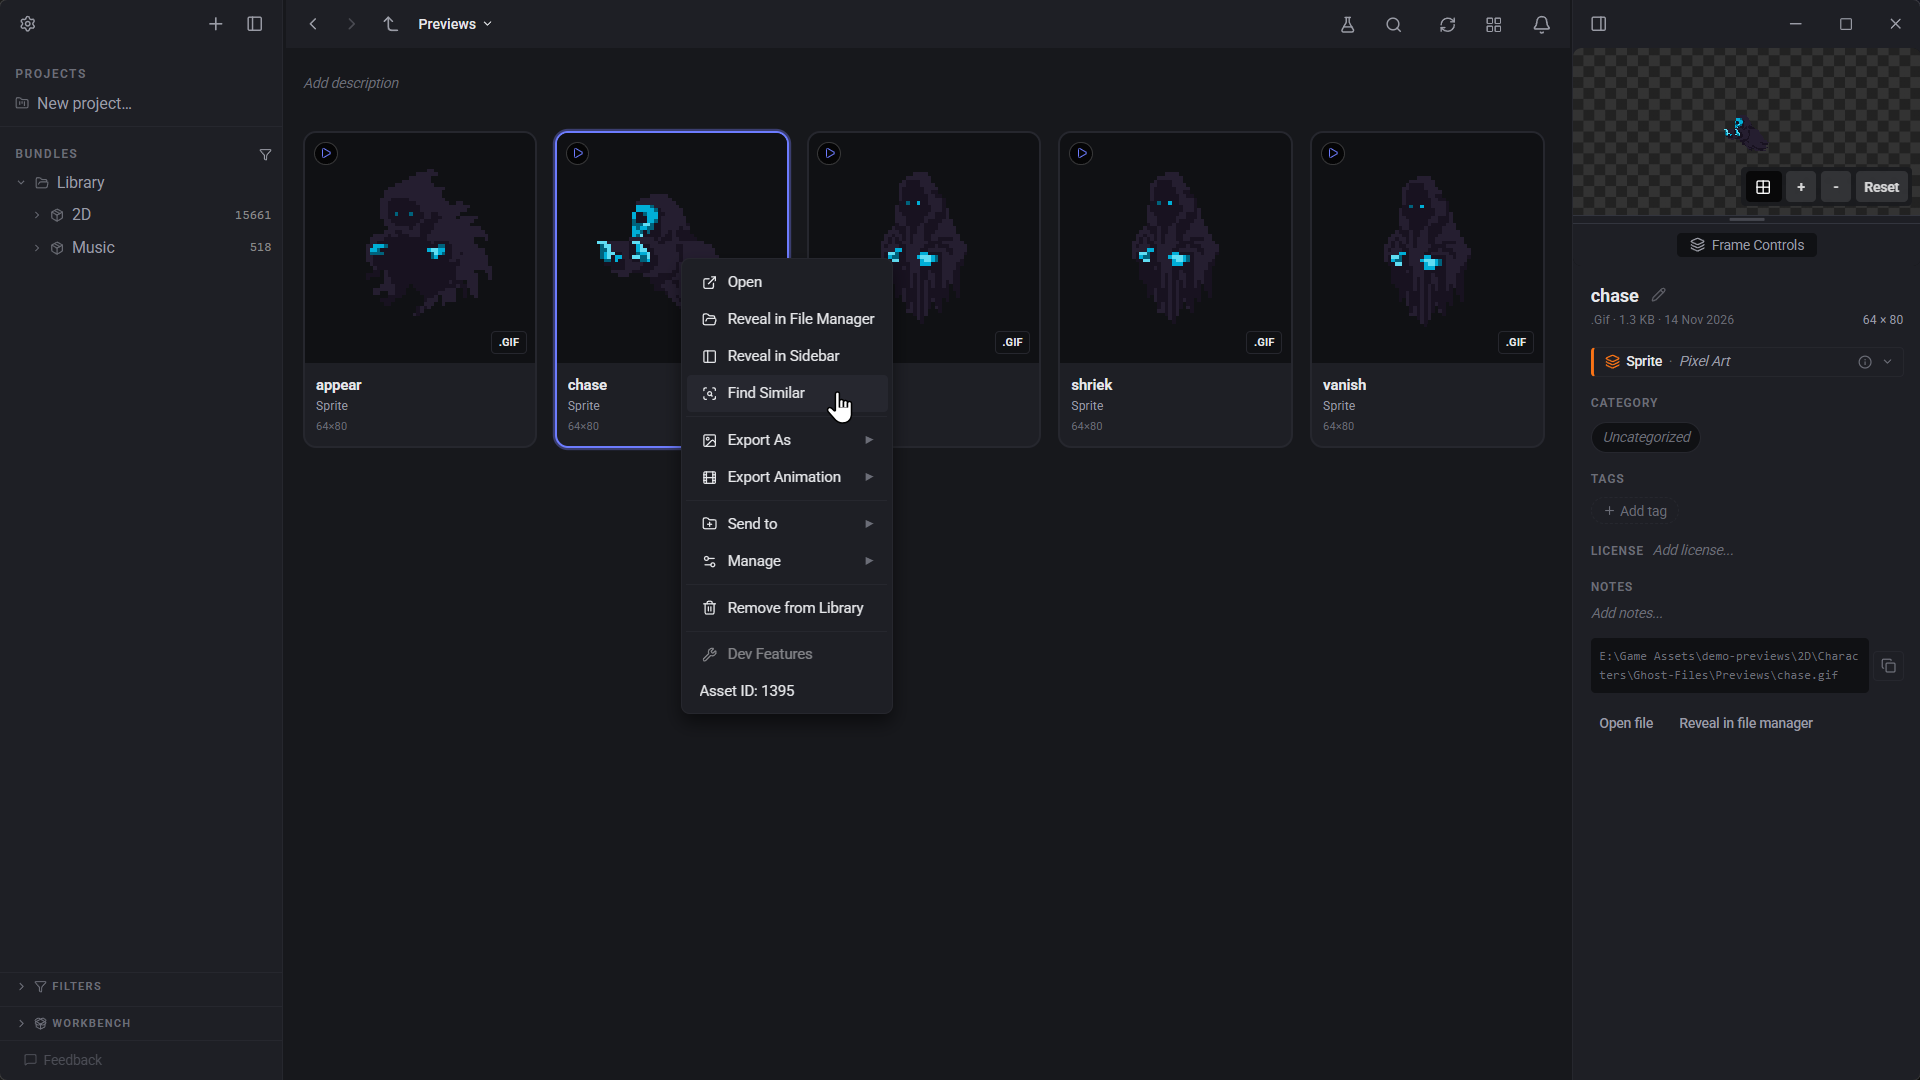 Previews
PROJECTS
New project...
BUNDLES
Library
2D 15661
Music 518
FILTERS
WORKBENCH
Feedback
Add description
.GIF
appear
Sprite
64×80
chase
Sprite
64×80
.GIF
.GIF
shriek
Sprite
64×80
.GIF
vanish
Sprite
64×80
Open
Reveal in File Manager
Reveal in Sidebar
Find Similar
Export As
Export Animation
Send to
Manage
Remove from Library
Dev Features
Asset ID: 1395
+ - Reset
Frame Controls
chase
.Gif · 1.3 KB · 14 Nov 2026 64 × 80
Sprite · Pixel Art
CATEGORY
Uncategorized
TAGS
+ Add tag
LICENSE Add license...
NOTES
Add notes...
E:\Game Assets\demo-previews\2D\Charac
ters\Ghost-Files\Previews\chase.gif
Open file Reveal in file manager